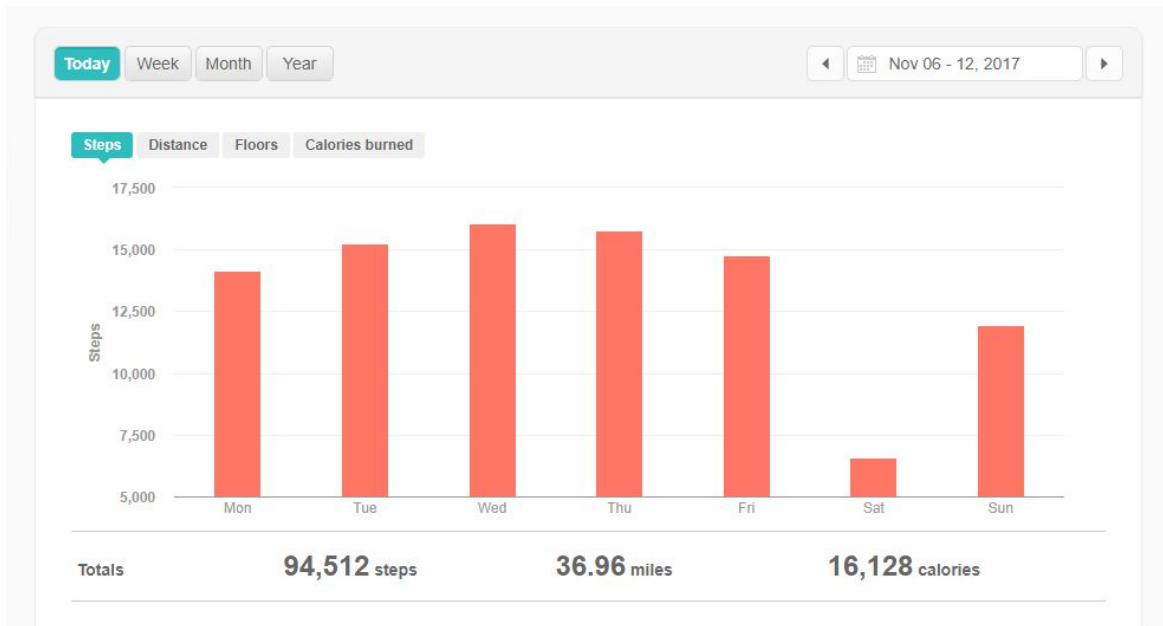 Today Week Month Year Nov 06 - 12, 2017
Steps Distance Floors Calories burned
17,500
15,000
12,500
10,000
7,500
5,000
Steps
Mon Tue Wed Thu Fri Sat Sun
Totals 94,512 steps 36.96 miles 16,128 calories